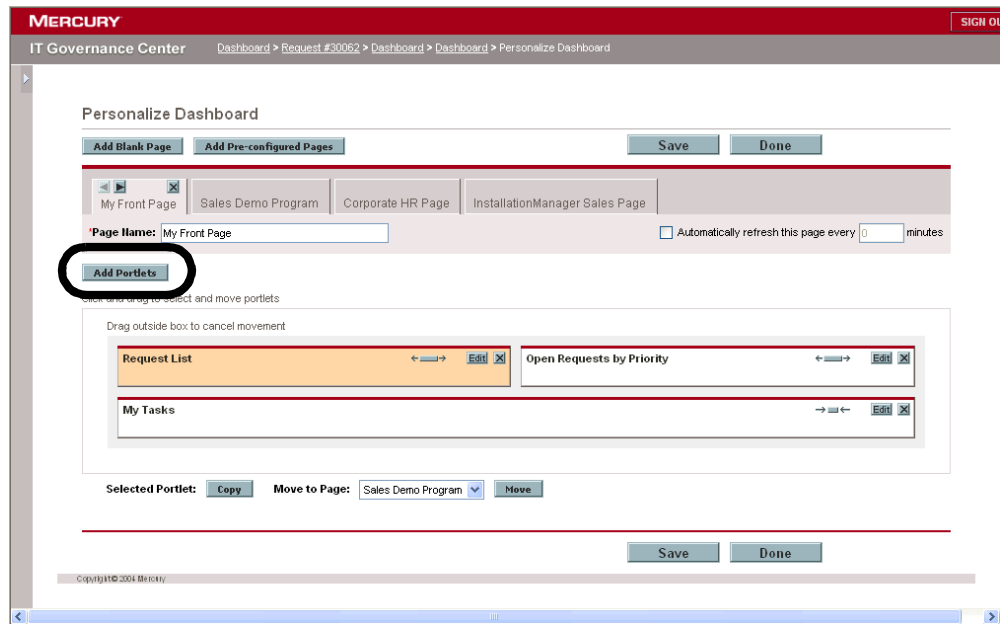 MERCURY
SIGN OU
IT Governance Center Dashboard > Request #30062 > Dashboard > Dashboard > Personalize Dashboard
Personalize Dashboard
Add Blank Page Add Pre-configured Pages Save Done
My Front Page Sales Demo Program Corporate HR Page InstallationManager Sales Page
*Page Name: My Front Page Automatically refresh this page every 0 minutes
Add Portlets
Click and drag to select and move portlets
Drag outside box to cancel movement
Request List Edit Open Requests by Priority Edit
My Tasks Edit
Selected Portlet: Copy Move to Page: Sales Demo Program Move
Save Done
Copyright © 2004 Mercury